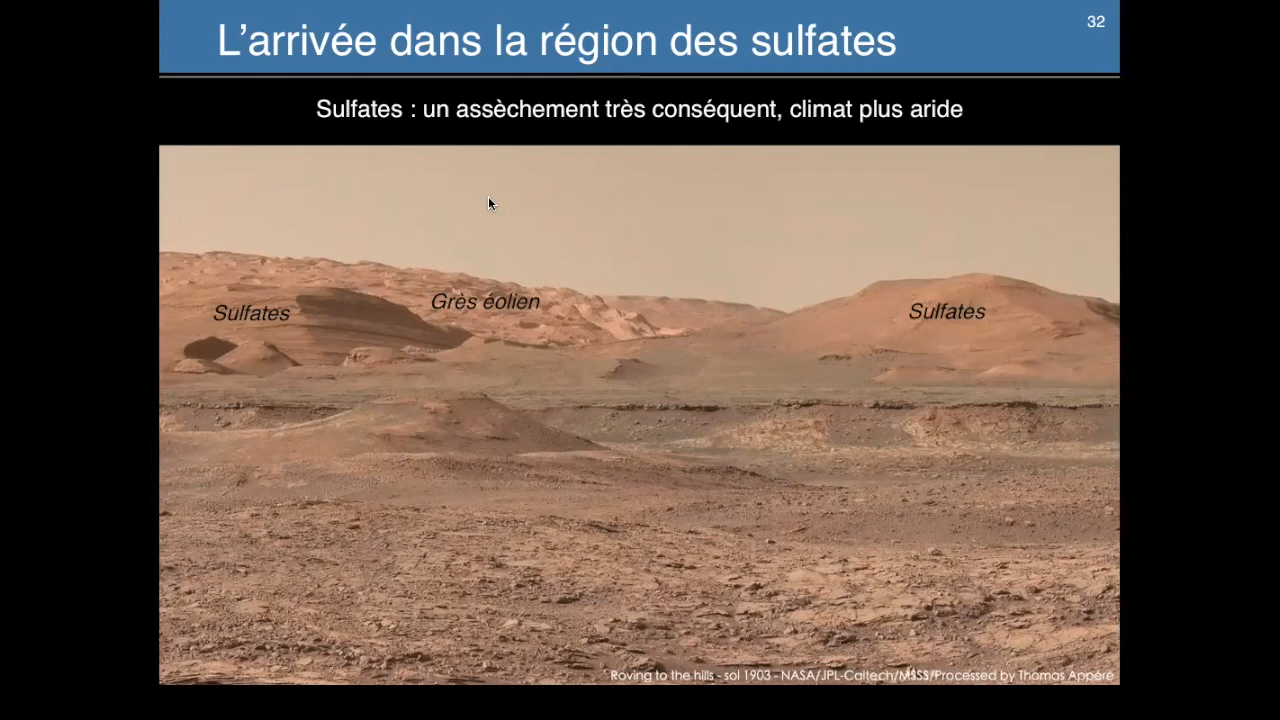 L’arrivée dans la région des sulfates
32
Sulfates : un assèchement très conséquent, climat plus aride
Sulfates
Grès éolien
Sulfates
Roving to the hills - sol 1903 - NASA/JPL-Caltech/MSSS/Processed by Thomas Appéré